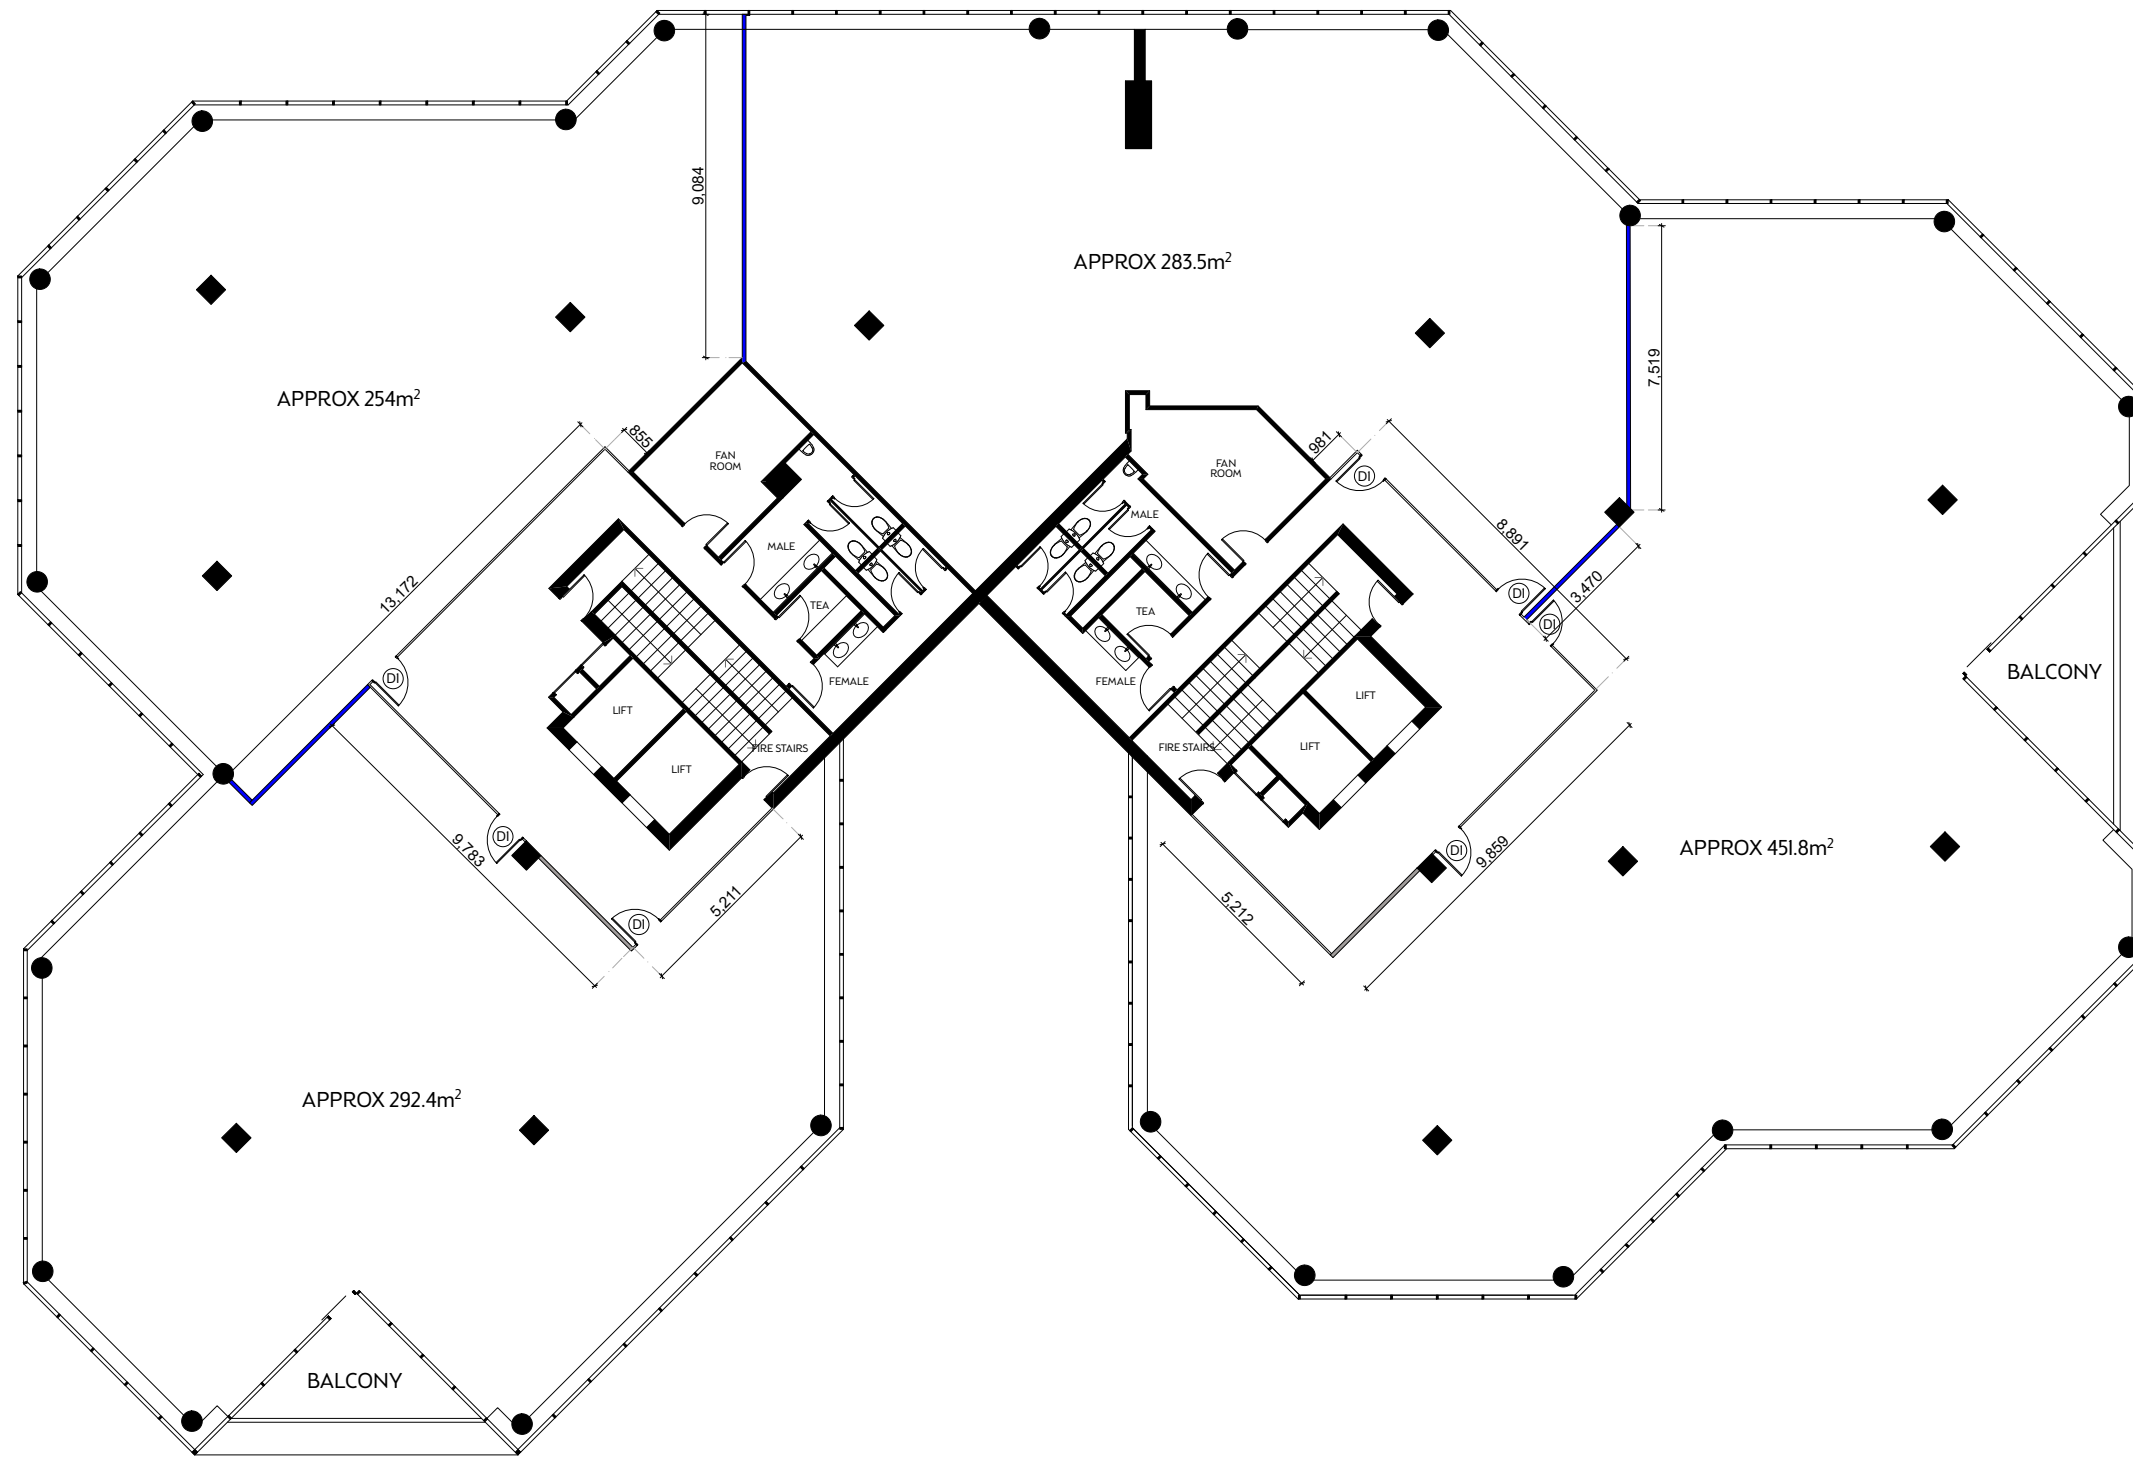 9,084
APPROX 283.5m²
7,519
APPROX 254m²
855
FAN
ROOM
FAN
ROOM
981
DI
8,891
MALE
MALE
13,172
3,470
DI
DI
TEA
TEA
BALCONY
DI
FEMALE
FEMALE
LIFT
LIFT
FIRE STAIRS
FIRE STAIRS
LIFT
LIFT
DI
9,783
DI
9,859
APPROX 451.8m²
5,211
5,212
DI
APPROX 292.4m²
BALCONY